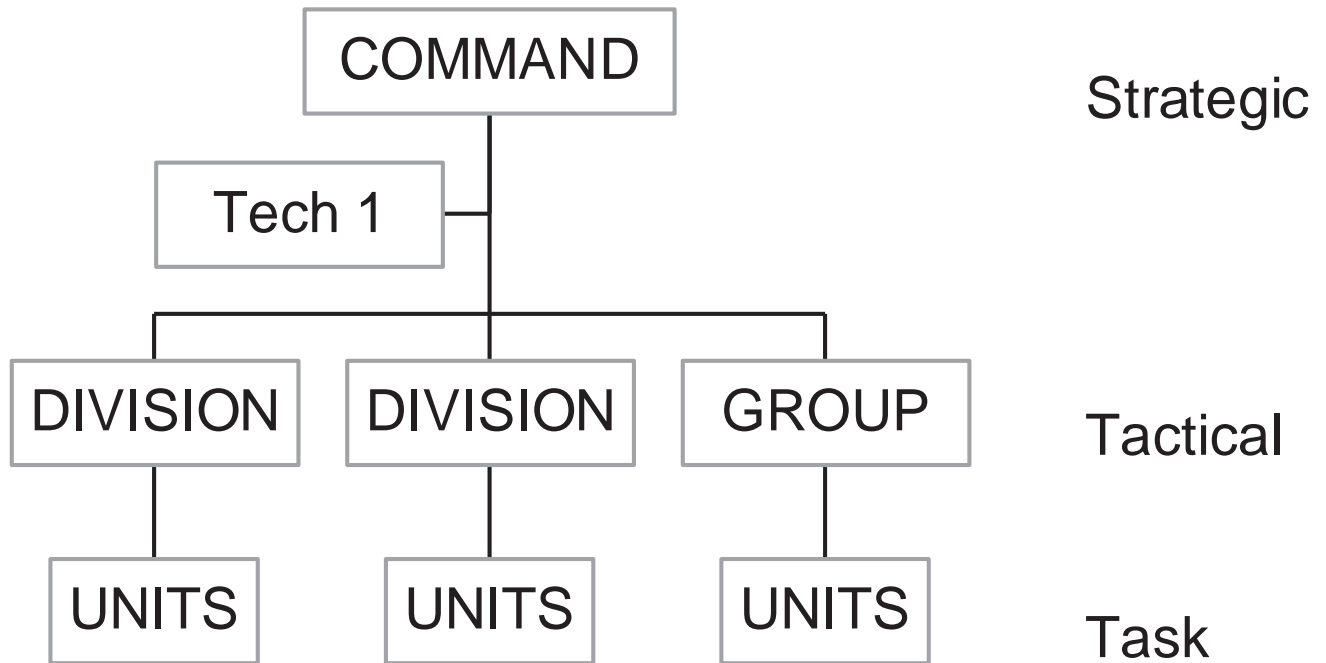 COMMAND
Strategic
Tech 1
DIVISION DIVISION GROUP
Tactical
UNITS UNITS UNITS
Task